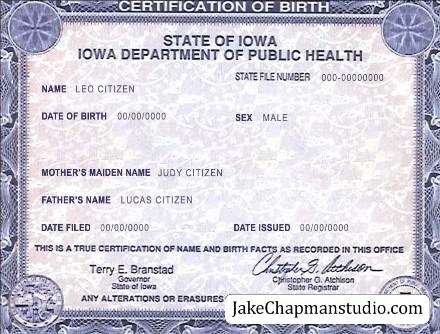 CERTIFICATION OF BIRTH
STATE OF IOWA
IOWA DEPARTMENT OF PUBLIC HEALTH
STATE FILE NUMBER 000-00000000
NAME LEO CITIZEN
DATE OF BIRTH 00/00/0000 SEX MALE
MOTHER'S MAIDEN NAME JUDY CITIZEN
FATHER'S NAME LUCAS CITIZEN
DATE FILED 00/00/0000 DATE ISSUED 00/00/0000
THIS IS A TRUE CERTIFICATION OF NAME AND BIRTH FACTS AS RECORDED IN THIS OFFICE
Christopher G. Atchison
Terry E. Branstad Christopher G. Atchison
Governor State Registrar
State of Iowa
ANY ALTERATIONS OR ERASURES
JakeChapmanstudio.com